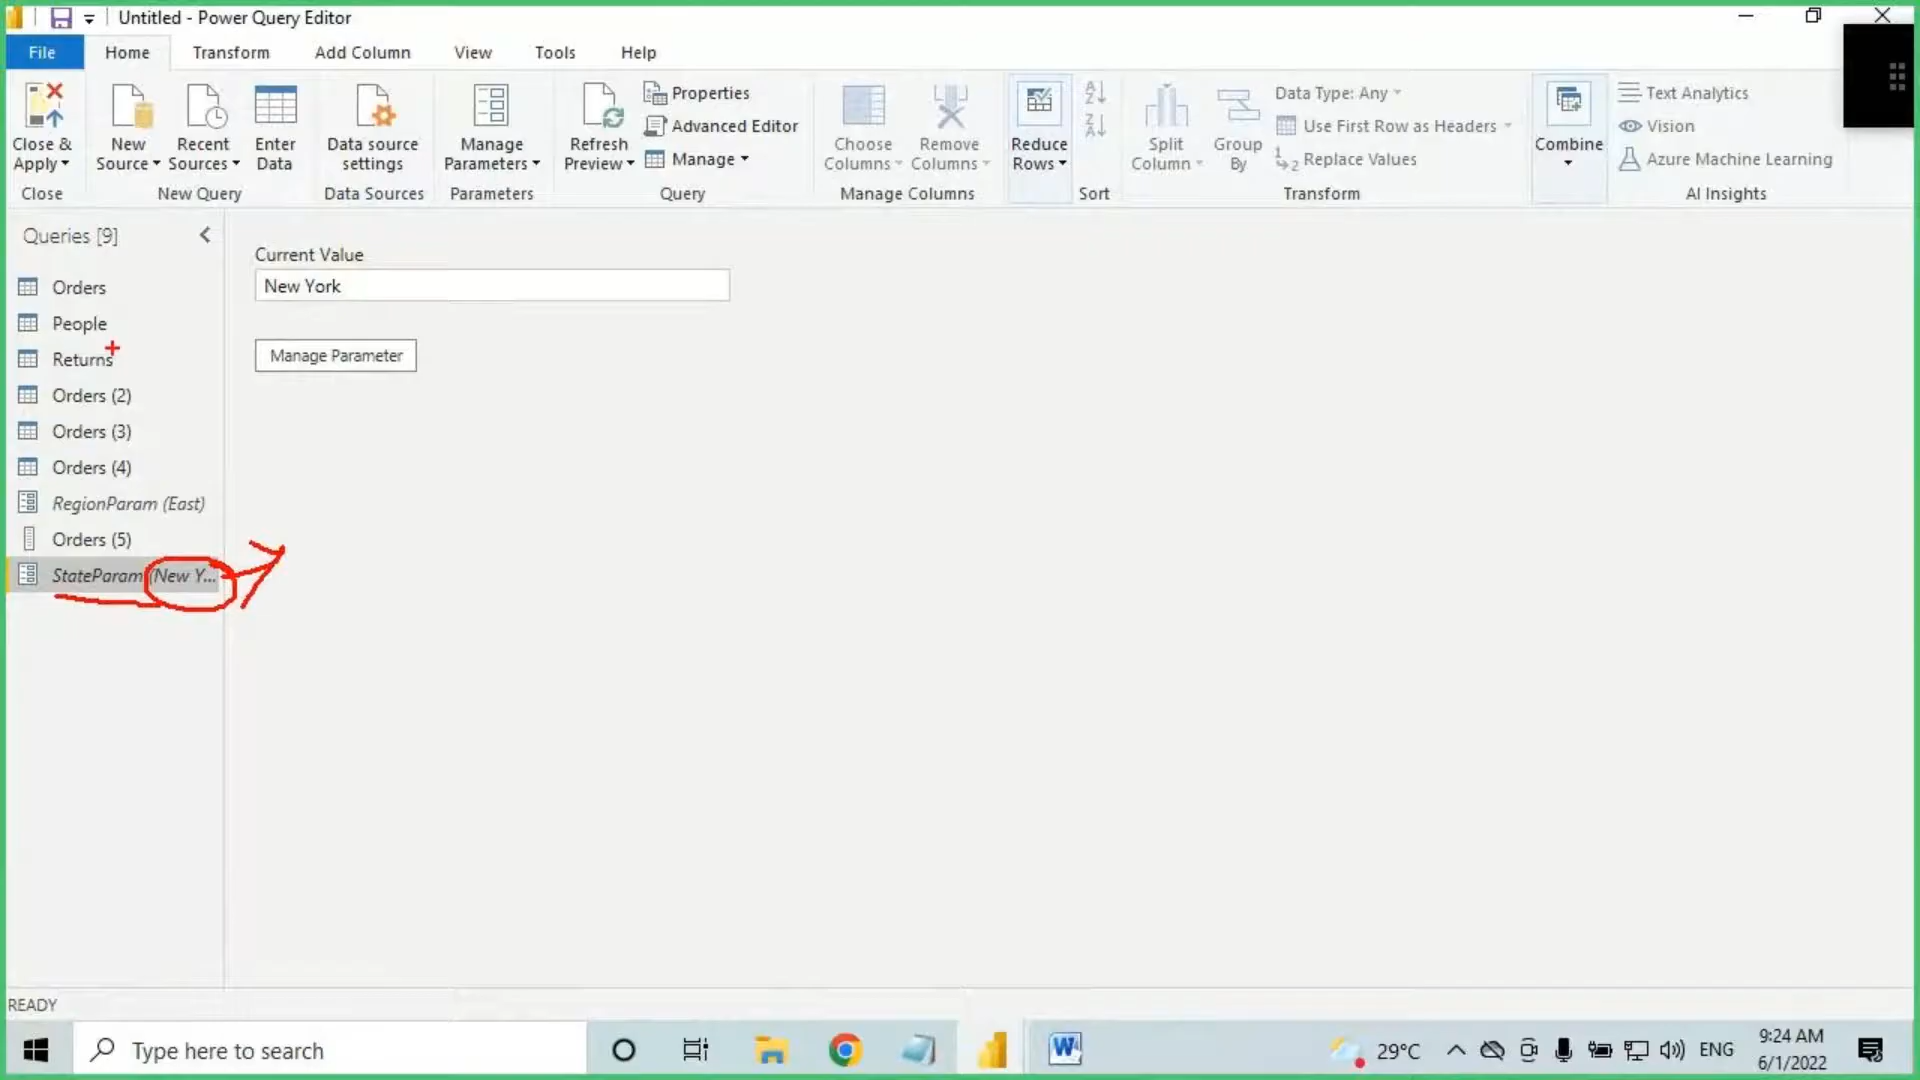 Untitled - Power Query Editor
File Home Transform Add Column View Tools Help
Close & Apply
Close
New Source
Recent Sources
Enter Data
New Query
Data source settings
Data Sources
Manage Parameters
Parameters
Refresh Preview
Properties
Advanced Editor
Manage
Query
Choose Columns
Remove Columns
Manage Columns
Reduce Rows
Sort
Split Column
Group By
Data Type: Any
Use First Row as Headers
Replace Values
Transform
Combine
Text Analytics
Vision
Azure Machine Learning
AI Insights
Queries [9]
Orders
People
Returns
Orders (2)
Orders (3)
Orders (4)
RegionParam (East)
Orders (5)
StateParam (New Y...
Current Value
New York
Manage Parameter
READY
Type here to search
29°C
ENG
9:24 AM
6/1/2022